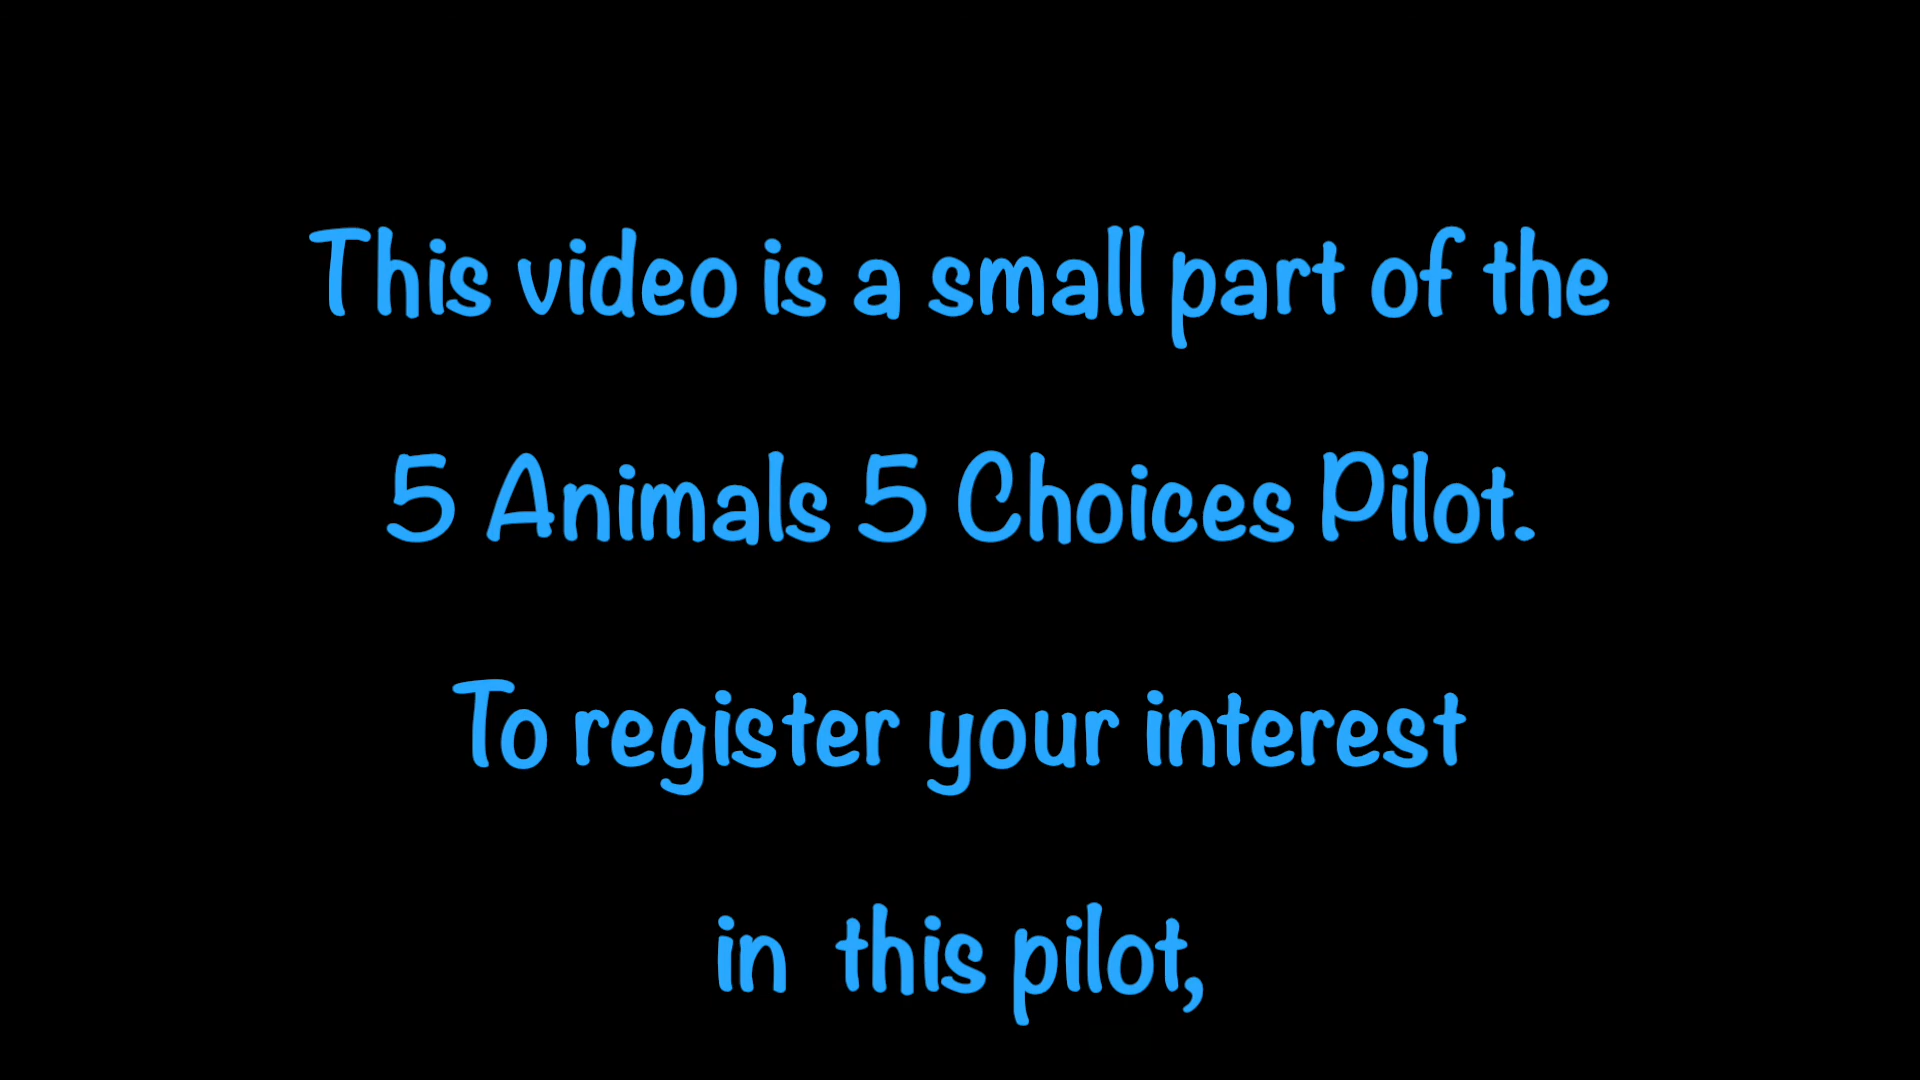 This video is a small part of the
5 Animals 5 Choices Pilot.
To register your interest
in  this pilot,